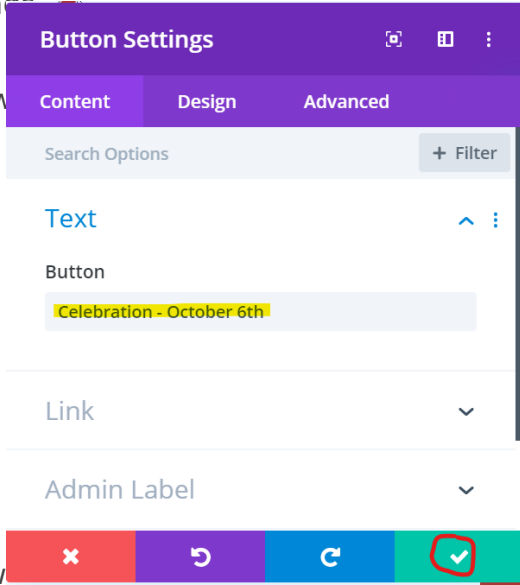 Button Settings
Content Design Advanced
Search Options + Filter
Text
Button
Celebration - October 6th
Link
Admin Label